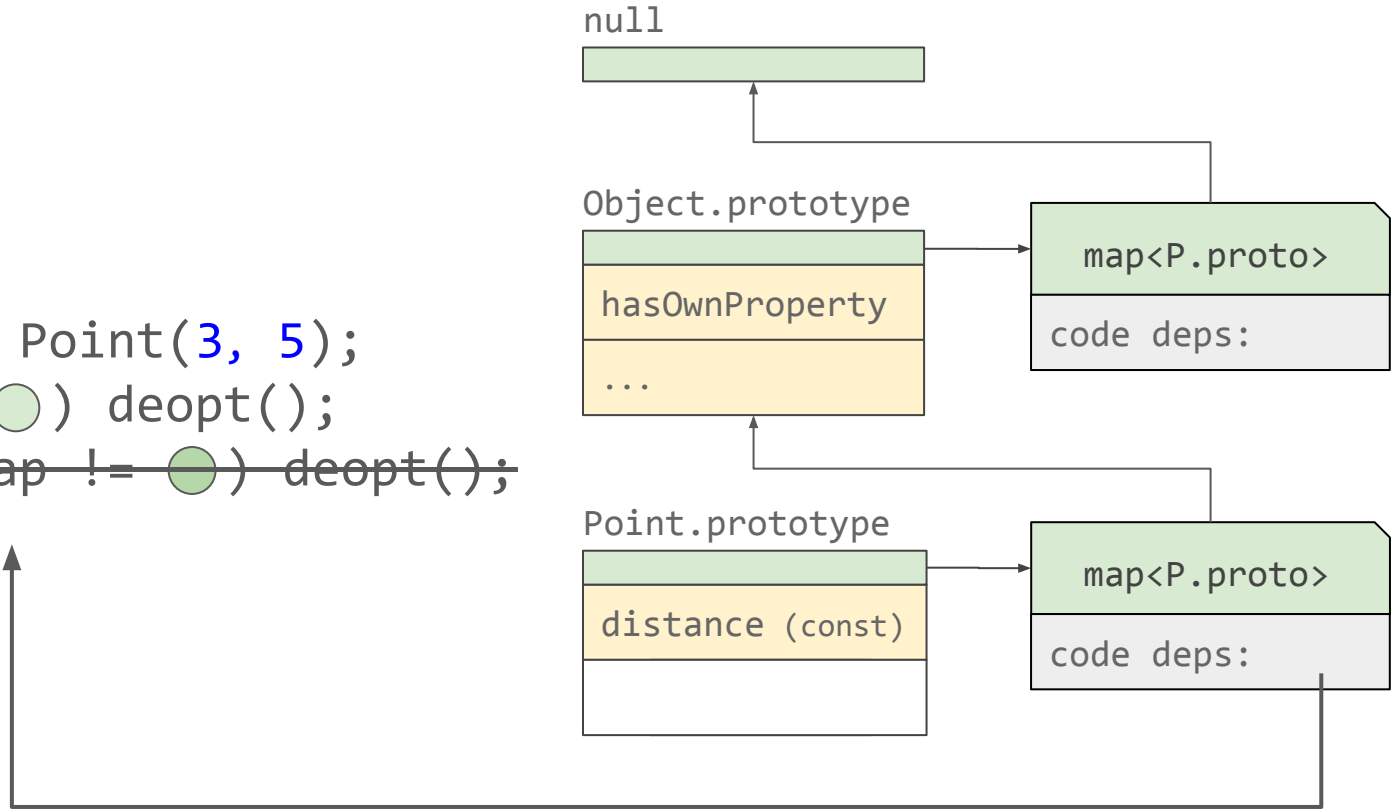 null
Object.prototype
map<P.proto>
hasOwnProperty
code deps:
...
Point(3, 5);
) deopt();
ap != ) deopt();
Point.prototype
map<P.proto>
distance (const)
code deps: